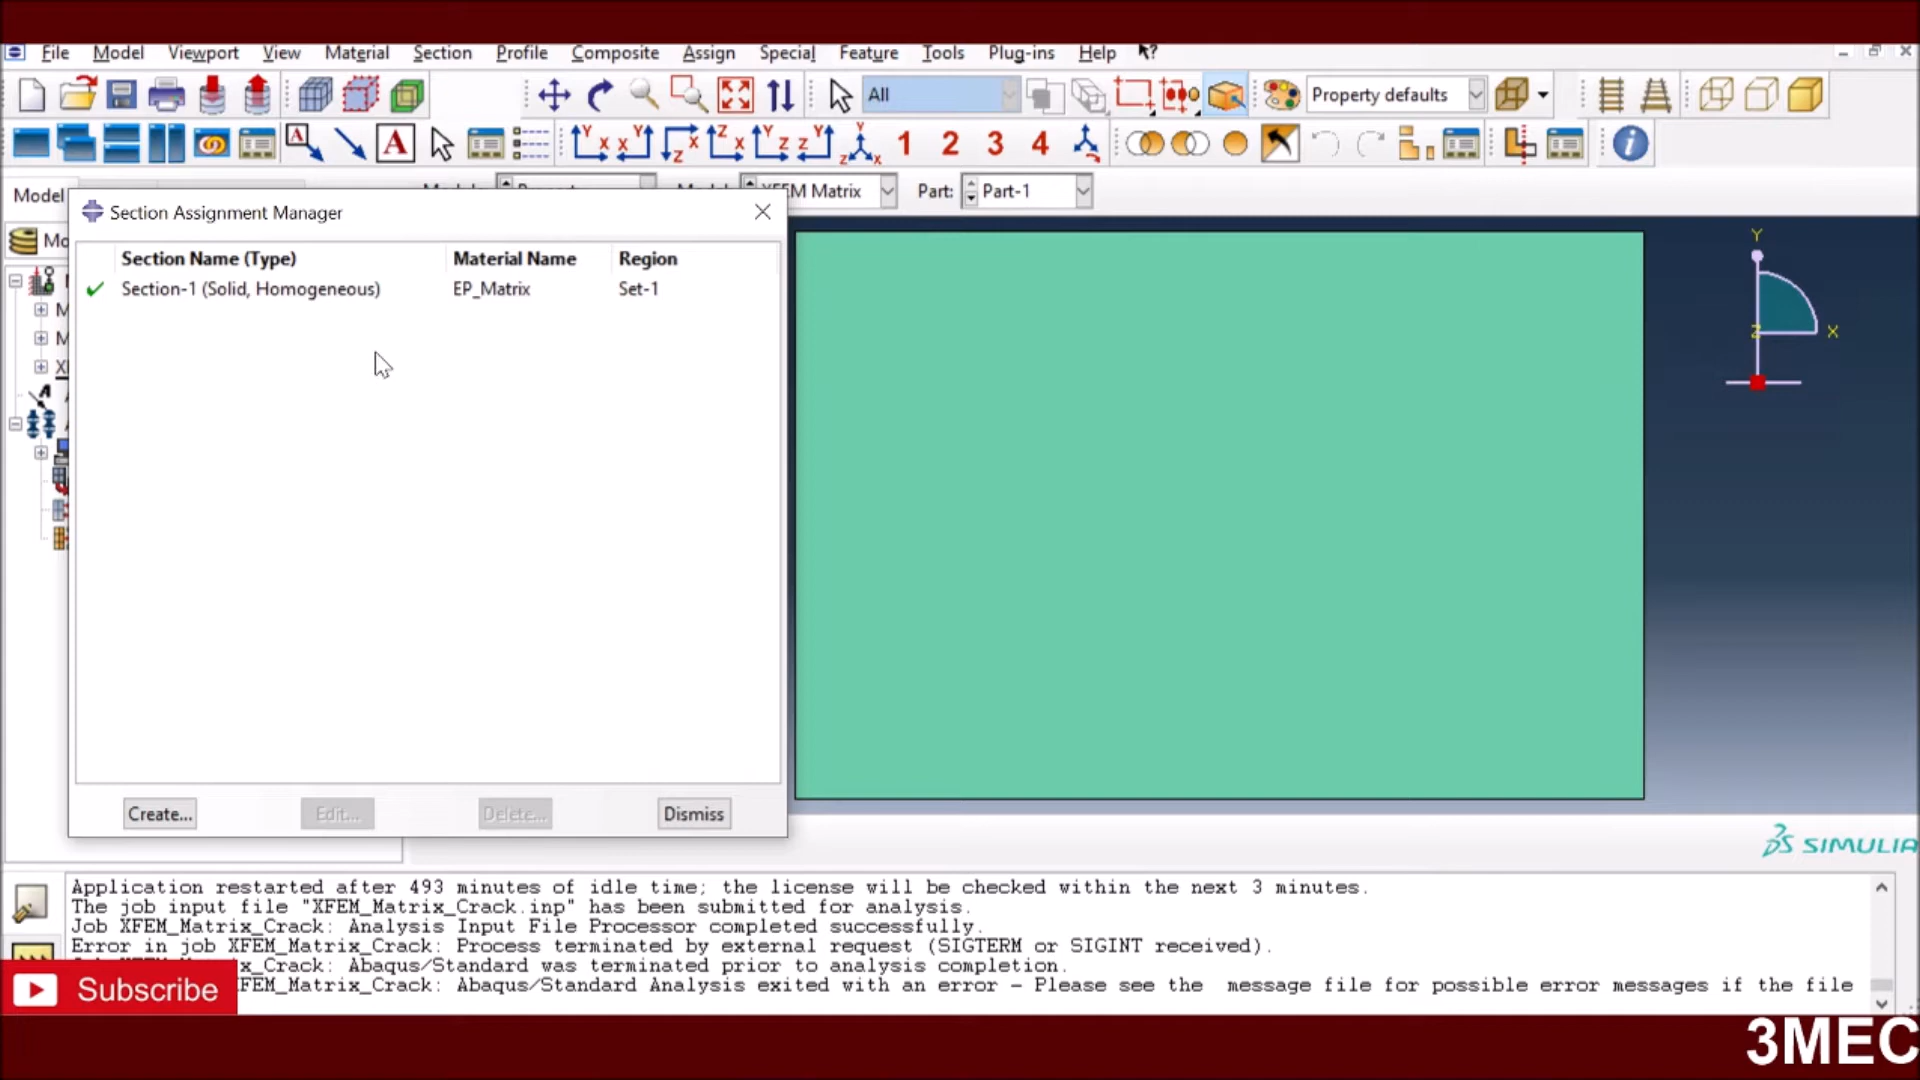 File Model Viewport View Material Section Profile Composite Assign Special Feature Tools Plug-ins Help
All Property defaults
A A 1 2 3 4
Model XFEM Matrix Part: Part-1
Section Assignment Manager
Section Name (Type) Material Name Region
Section-1 (Solid, Homogeneous) EP_Matrix Set-1
Create... Edit... Delete... Dismiss
Y
Z X
SIMULIA
Application restarted after 493 minutes of idle time; the license will be checked within the next 3 minutes.
The job input file "XFEM_Matrix_Crack.inp" has been submitted for analysis.
Job XFEM_Matrix_Crack: Analysis Input File Processor completed successfully.
Error in job XFEM_Matrix_Crack: Process terminated by external request (SIGTERM or SIGINT received).
x_Crack: Abaqus/Standard was terminated prior to analysis completion.
FEM_Matrix_Crack: Abaqus/Standard Analysis exited with an error - Please see the message file for possible error messages if the file
Subscribe
3MEC